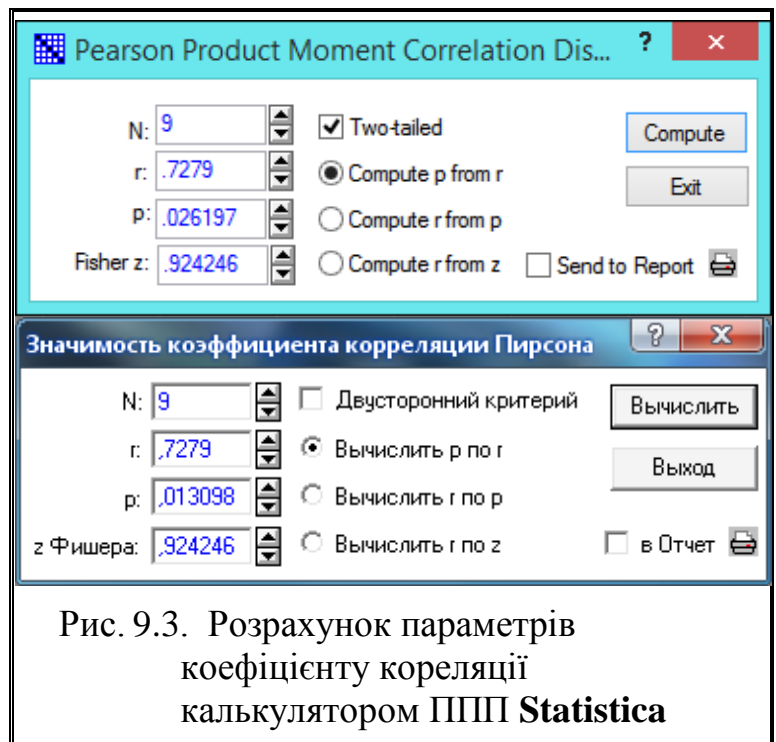 Pearson Product Moment Correlation Dis... ? ×
N: 9 Two-tailed Compute
r: .7279 Compute p from r Exit
p: .026197 Compute r from p
Fisher z: .924246 Compute r from z Send to Report
Значимость коэффициента корреляции Пирсона ? X
N: 9 Двусторонний критерий Вычислить
r: ,7279 Вычислить p по r Выход
p: ,013098 Вычислить r по p
z Фишера: ,924246 Вычислить r по z в Отчет
Рис. 9.3. Розрахунок параметрів
коефіцієнту кореляції
калькулятором ППП Statistica